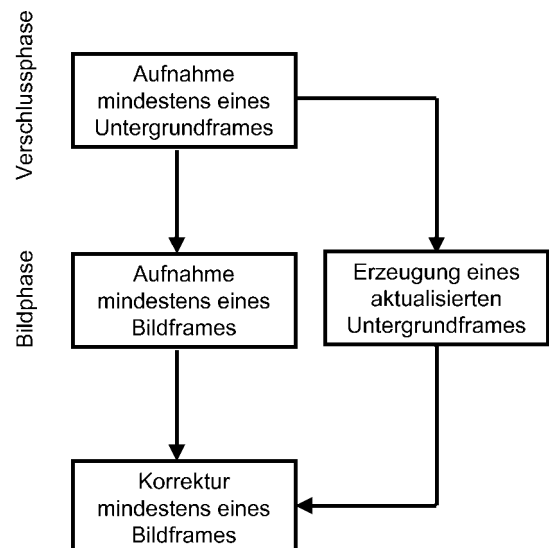 Verschlussphase
Aufnahme
mindestens eines
Untergrundframes
Bildphase
Aufnahme
mindestens eines
Bildframes
Erzeugung eines
aktualisierten
Untergrundframes
Korrektur
mindestens eines
Bildframes